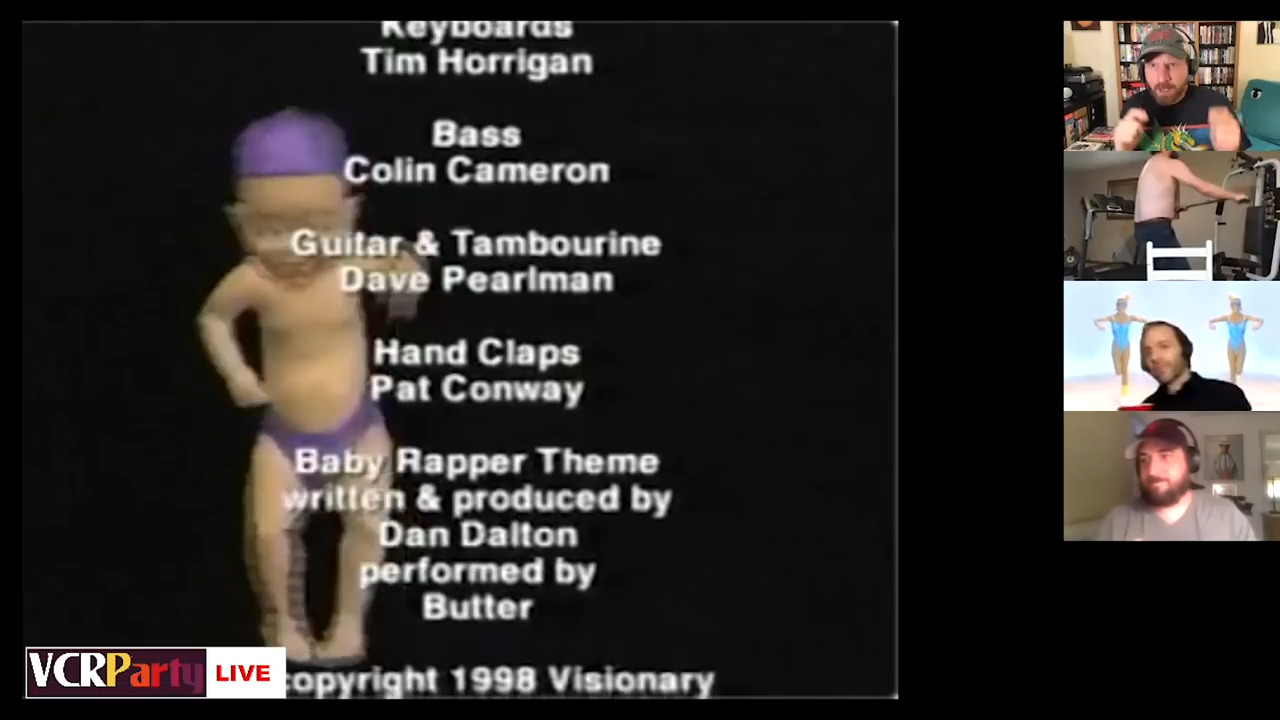 Keyboards
Tim Horrigan
Bass
Colin Cameron
Guitar & Tambourine
Dave Pearlman
Hand Claps
Pat Conway
Baby Rapper Theme
written & produced by
Dan Dalton
performed by
Butter
copyright 1998 Visionary
VCRParty LIVE